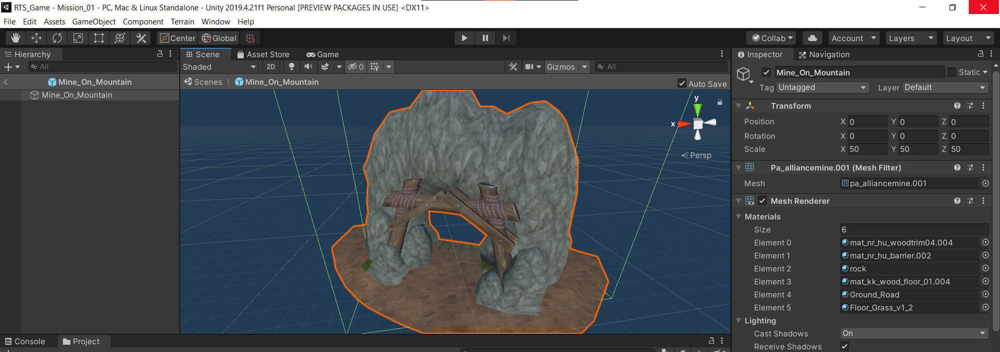 RTS_Game - Mission_01 - PC, Mac & Linux Standalone - Unity 2019.4.21f1 Personal [PREVIEW PACKAGES IN USE] <DX11>
File Edit Assets GameObject Component Terrain Window Help
Center Global Collab Account Layers Layout
Hierarchy
All
Mine_On_Mountain
Mine_On_Mountain
Scene Asset Store Game
Shaded 2D 0 Gizmos All
Scenes Mine_On_Mountain Auto Save
y
x
Persp
Inspector Navigation
Mine_On_Mountain Static
Tag Untagged Layer Default
Transform
Position X 0 Y 0 Z 0
Rotation X 0 Y 0 Z 0
Scale X 50 Y 50 Z 50
Pa_alliancemine.001 (Mesh Filter)
Mesh pa_alliancemine.001
Mesh Renderer
Materials
Size 6
Element 0 mat_nr_hu_woodtrim04.004
Element 1 mat_nr_hu_barrier.002
Element 2 rock
Element 3 mat_kk_wood_floor_01.004
Element 4 Ground_Road
Element 5 Floor_Grass_v1_2
Lighting
Cast Shadows On
Receive Shadows
Console Project